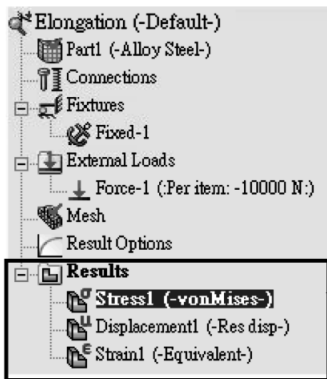 Elongation (-Default-)
Part1 (-Alloy Steel-)
Connections
Fixtures
Fixed-1
External Loads
Force-1 (:Per item: -10000 N:)
Mesh
Result Options
Results
σ Stress1 (-vonMises-)
u Displacement1 (-Res disp-)
ε Strain1 (-Equivalent-)